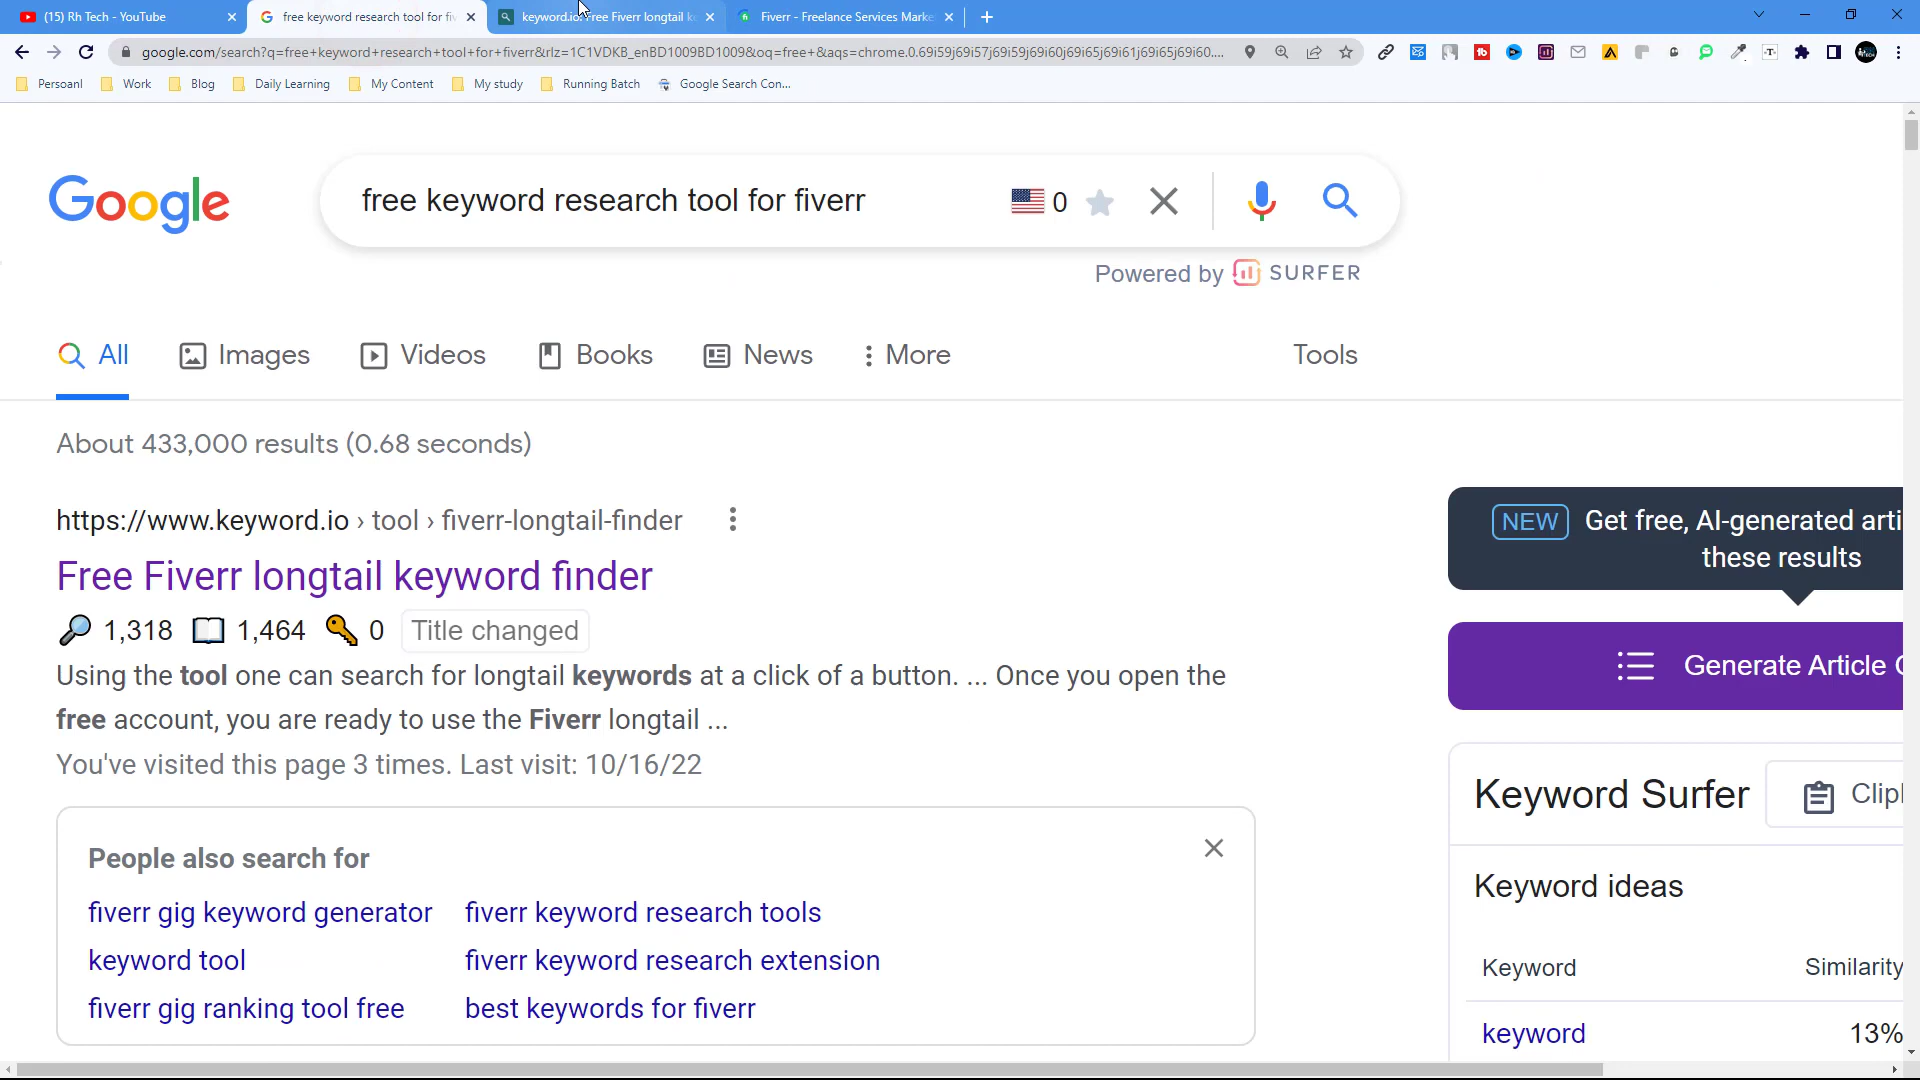 (15) Rh Tech - YouTube
free keyword research tool for fiv
keyword.io
Free Fiverr longtail k
Fiverr - Freelance Services Marke
google.com/search?q=free+keyword+research+tool+for+fiverr&rlz=1C1VDKB_enBD1009BD1009&oq=free+&aqs=chrome.0.69i59j69i57j69i59j69i60j69i65j69i61j69i65j69i60....
Persoanl
Work
Blog
Daily Learning
My Content
My study
Running Batch
Google Search Con...
Google
free keyword research tool for fiverr
0
Powered by SURFER
All
Images
Videos
Books
News
More
Tools
About 433,000 results (0.68 seconds)
https://www.keyword.io › tool › fiverr-longtail-finder
Free Fiverr longtail keyword finder
1,318 1,464 0 Title changed
Using the tool one can search for longtail keywords at a click of a button. ... Once you open the
free account, you are ready to use the Fiverr longtail ...
You've visited this page 3 times. Last visit: 10/16/22
People also search for
fiverr gig keyword generator
fiverr keyword research tools
keyword tool
fiverr keyword research extension
fiverr gig ranking tool free
best keywords for fiverr
NEW Get free, AI-generated arti
these results
Generate Article
Keyword Surfer
Clip
Keyword ideas
Keyword
Similarity
keyword
13%